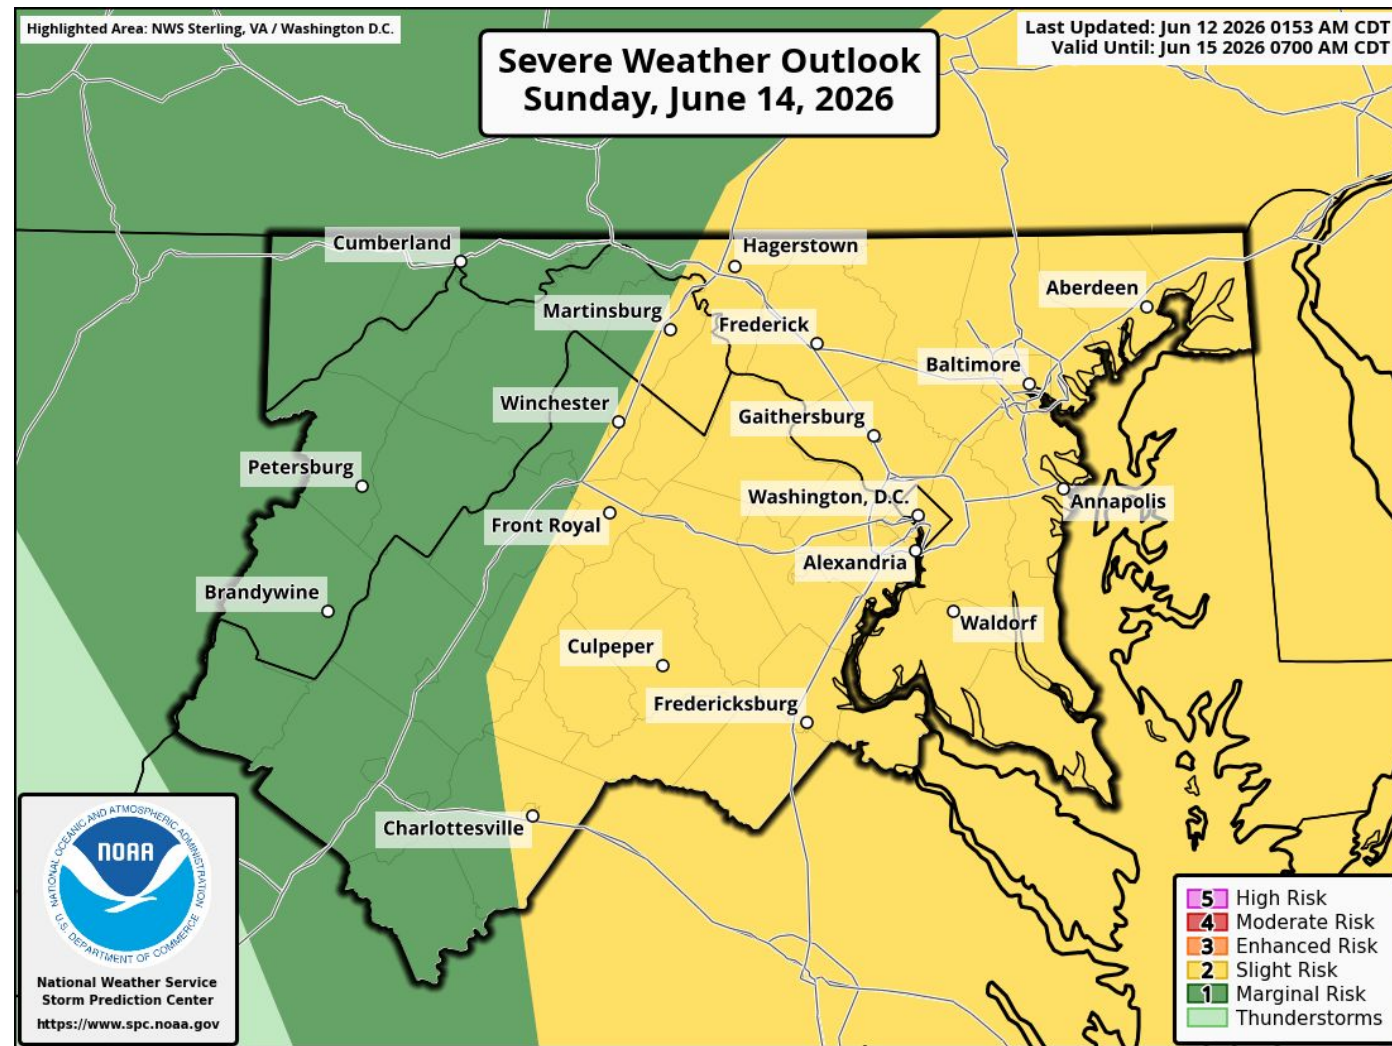 Highlighted Area: NWS Sterling, VA / Washington D.C.
Last Updated: Jun 12 2026 0153 AM CDT
Valid Until: Jun 15 2026 0700 AM CDT
Severe Weather Outlook
Sunday, June 14, 2026
Cumberland
Hagerstown
Aberdeen
Martinsburg
Frederick
Baltimore
Winchester
Gaithersburg
Petersburg
Washington, D.C.
Annapolis
Front Royal
Alexandria
Brandywine
Waldorf
Culpeper
Fredericksburg
Charlottesville
NATIONAL OCEANIC AND ATMOSPHERIC ADMINISTRATION
NOAA
U.S. DEPARTMENT OF COMMERCE
National Weather Service
Storm Prediction Center
https://www.spc.noaa.gov
5 High Risk
4 Moderate Risk
3 Enhanced Risk
2 Slight Risk
1 Marginal Risk
Thunderstorms